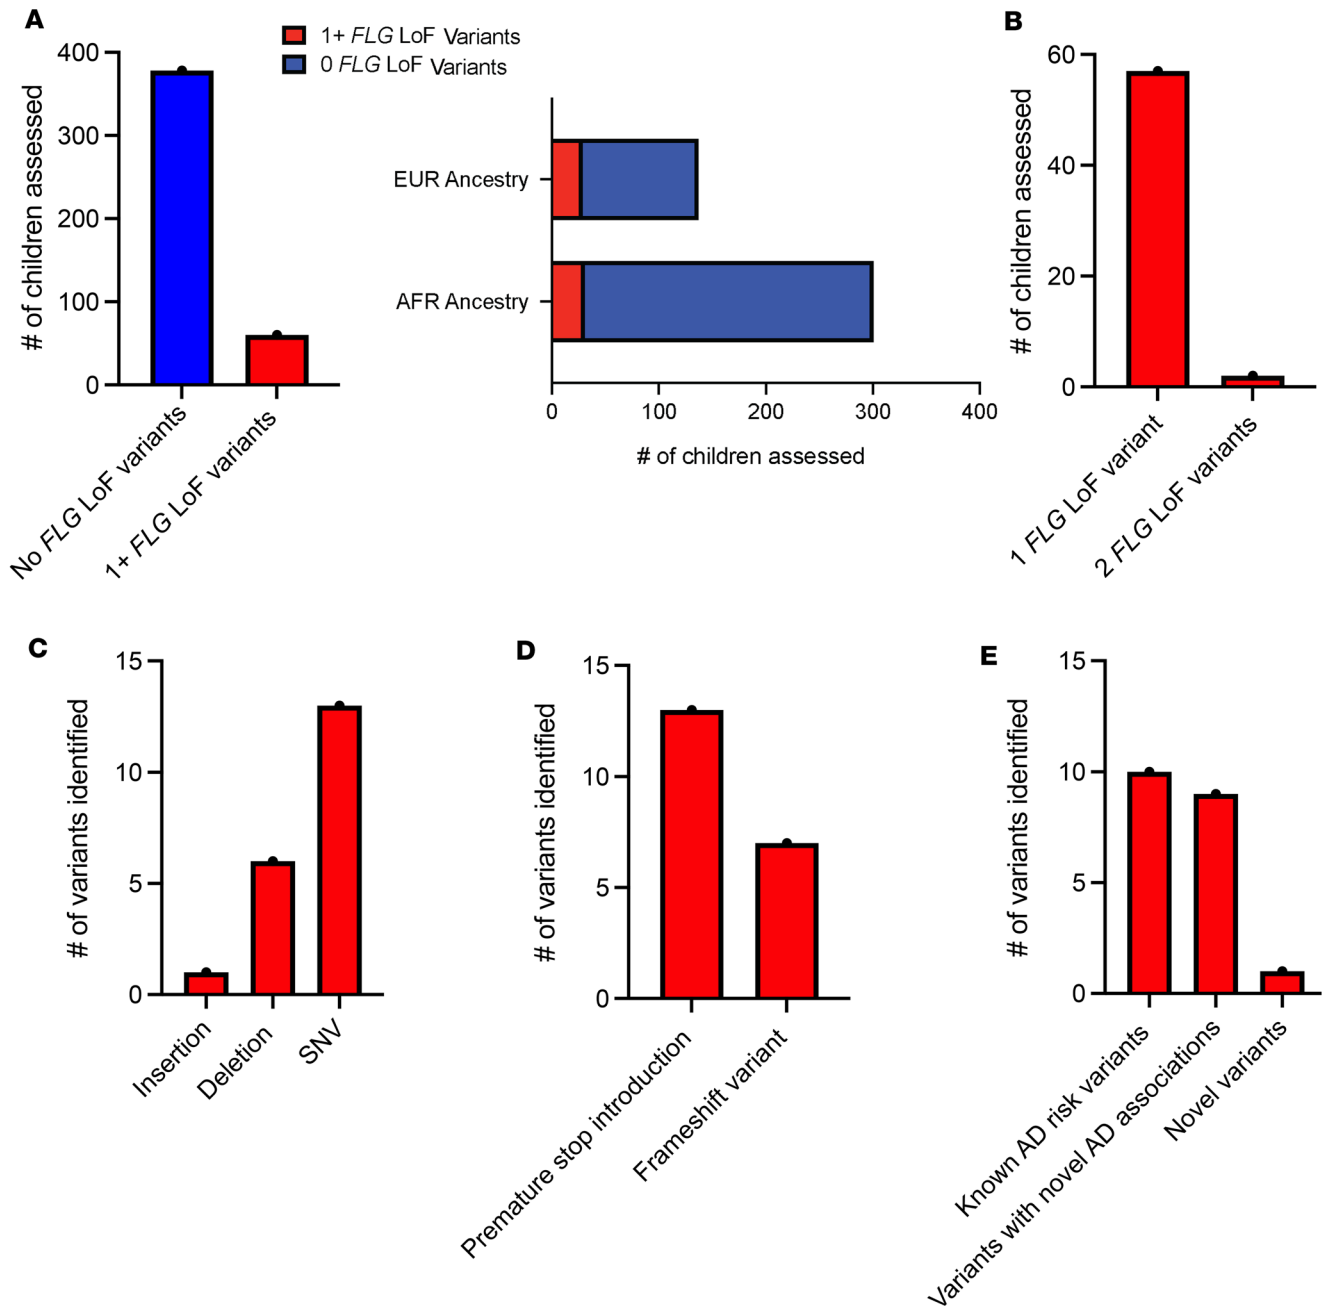 A
# of children assessed
400
300
200
100
0
No FLG LoF variants
1+ FLG LoF variants
1+ FLG LoF Variants
0 FLG LoF Variants
EUR Ancestry
AFR Ancestry
0 100 200 300 400
# of children assessed
B
# of children assessed
60
40
20
0
1 FLG LoF variant
2 FLG LoF variants
C
# of variants identified
15
10
5
0
Insertion
Deletion
SNV
D
# of variants identified
15
10
5
0
Premature stop introduction
Frameshift variant
E
# of variants identified
15
10
5
0
Known AD risk variants
Variants with novel AD associations
Novel variants